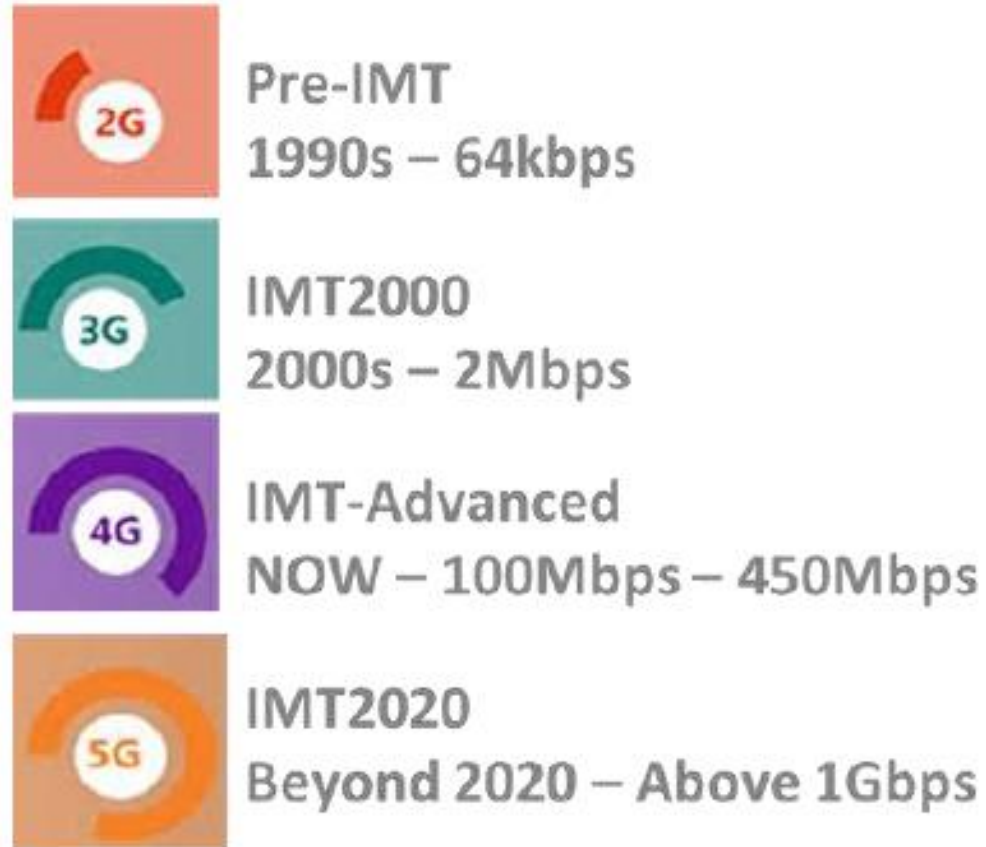 2G
Pre-IMT
1990s – 64kbps
3G
IMT2000
2000s – 2Mbps
4G
IMT-Advanced
NOW – 100Mbps – 450Mbps
5G
IMT2020
Beyond 2020 – Above 1Gbps